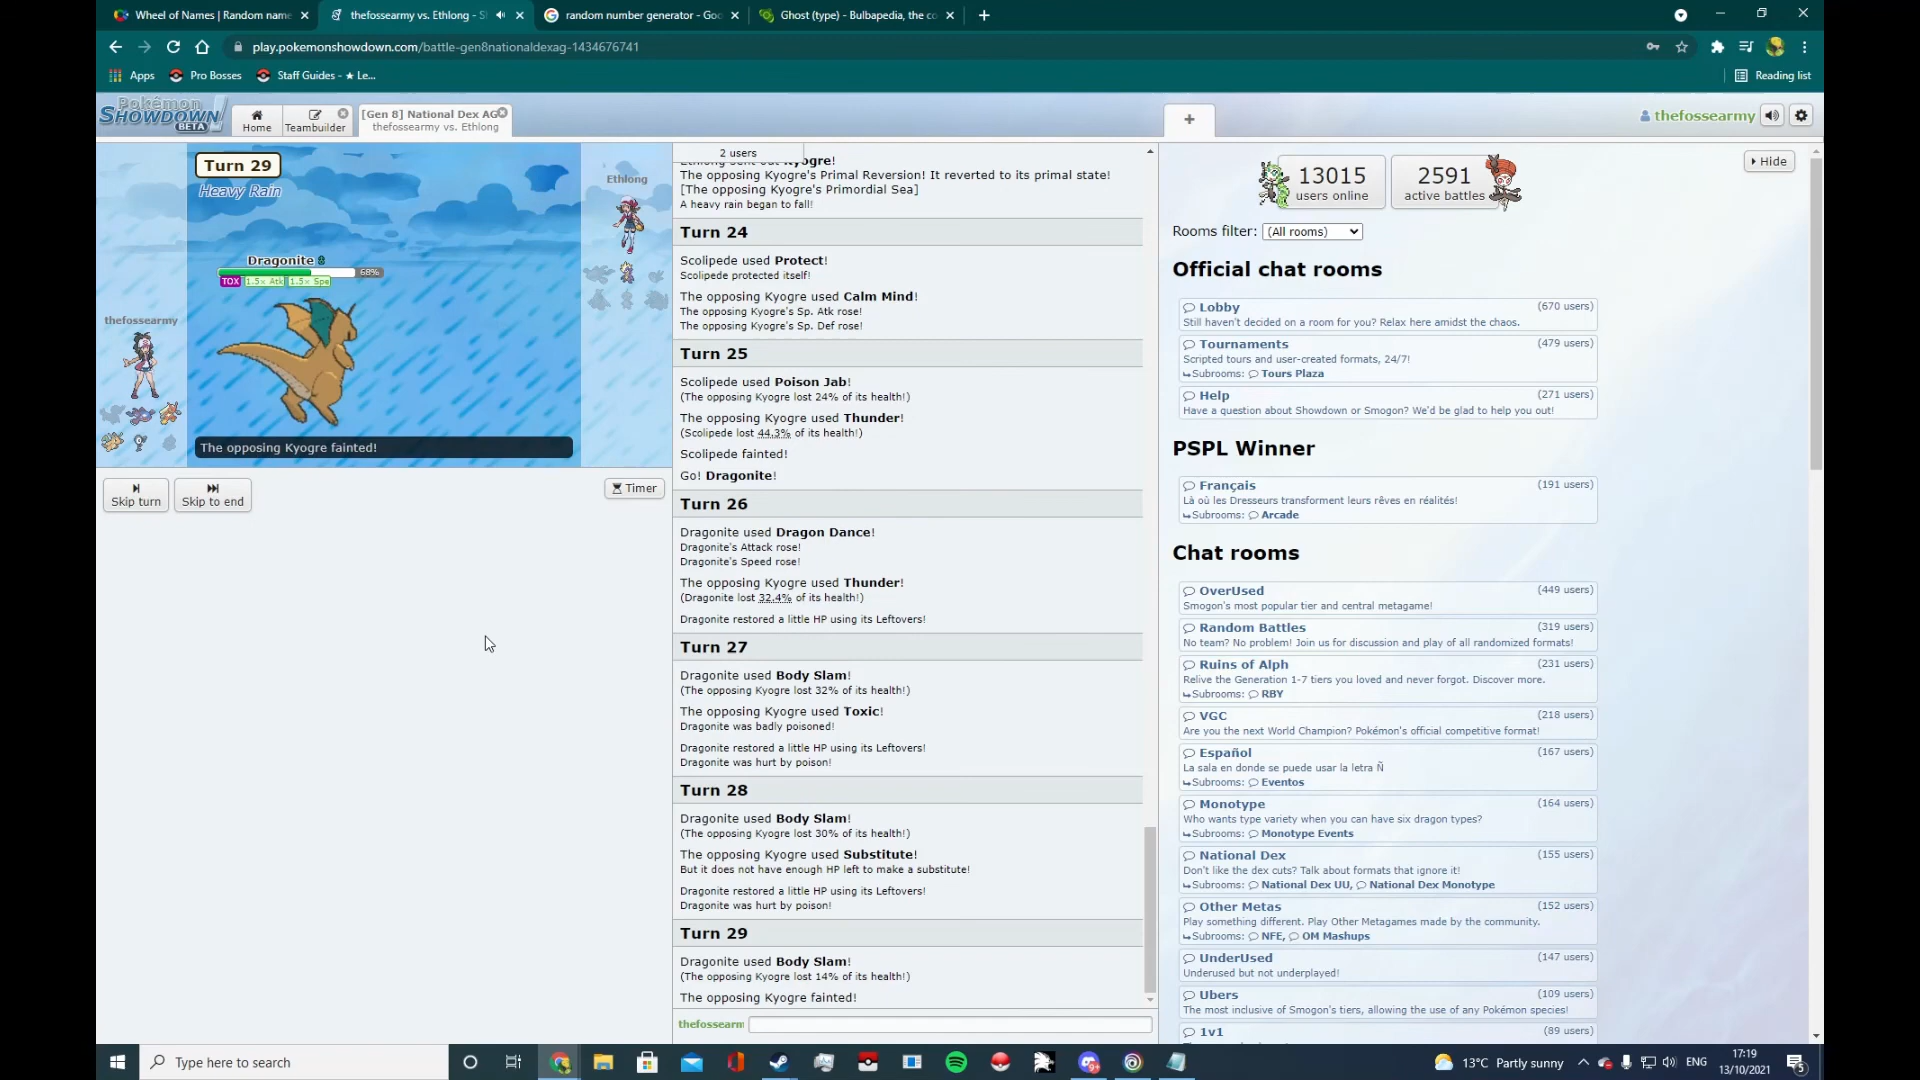 Wheel of Names | Random name
thefossearmy vs. Ethlong - S
random number generator - Goo
Ghost (type) - Bulbapedia, the co
play.pokemonshowdown.com/battle-gen8nationaldexag-1434676741
Apps
Pro Bosses
Staff Guides - ★ Le...
Reading list
Pokémon
SHOWDOWN!
BETA
Home
Teambuilder
[Gen 8] National Dex AG
thefossearmy vs. Ethlong
+
thefossearmy
Turn 29
Heavy Rain
Ethlong
Dragonite
68%
TOX 1.5× Atk 1.5× Spe
thefossearmy
The opposing Kyogre fainted!
Skip turn
Skip to end
Timer
2 users
Ethlong sent out Kyogre!
The opposing Kyogre's Primal Reversion! It reverted to its primal state!
[The opposing Kyogre's Primordial Sea]
A heavy rain began to fall!
Turn 24
Scolipede used Protect!
Scolipede protected itself!
The opposing Kyogre used Calm Mind!
The opposing Kyogre's Sp. Atk rose!
The opposing Kyogre's Sp. Def rose!
Turn 25
Scolipede used Poison Jab!
(The opposing Kyogre lost 24% of its health!)
The opposing Kyogre used Thunder!
(Scolipede lost 44.3% of its health!)
Scolipede fainted!
Go! Dragonite!
Turn 26
Dragonite used Dragon Dance!
Dragonite's Attack rose!
Dragonite's Speed rose!
The opposing Kyogre used Thunder!
(Dragonite lost 32.4% of its health!)
Dragonite restored a little HP using its Leftovers!
Turn 27
Dragonite used Body Slam!
(The opposing Kyogre lost 32% of its health!)
The opposing Kyogre used Toxic!
Dragonite was badly poisoned!
Dragonite restored a little HP using its Leftovers!
Dragonite was hurt by poison!
Turn 28
Dragonite used Body Slam!
(The opposing Kyogre lost 30% of its health!)
The opposing Kyogre used Substitute!
But it does not have enough HP left to make a substitute!
Dragonite restored a little HP using its Leftovers!
Dragonite was hurt by poison!
Turn 29
Dragonite used Body Slam!
(The opposing Kyogre lost 14% of its health!)
The opposing Kyogre fainted!
thefossearm
Hide
13015
users online
2591
active battles
Rooms filter: (All rooms)
Official chat rooms
Lobby (670 users)
Still haven't decided on a room for you? Relax here amidst the chaos.
Tournaments (479 users)
Scripted tours and user-created formats, 24/7!
Subrooms: Tours Plaza
Help (271 users)
Have a question about Showdown or Smogon? We'd be glad to help you out!
PSPL Winner
Français (191 users)
Là où les Dresseurs transforment leurs rêves en réalités!
Subrooms: Arcade
Chat rooms
OverUsed (449 users)
Smogon's most popular tier and central metagame!
Random Battles (319 users)
No team? No problem! Join us for discussion and play of all randomized formats!
Ruins of Alph (231 users)
Relive the Generation 1-7 tiers you loved and never forgot. Discover more.
Subrooms: RBY
VGC (218 users)
Are you the next World Champion? Pokémon's official competitive format!
Español (167 users)
La sala en donde se puede usar la letra Ñ
Subrooms: Eventos
Monotype (164 users)
Who wants type variety when you can have six dragon types?
Subrooms: Monotype Events
National Dex (155 users)
Don't like the dex cuts? Talk about formats that ignore it!
Subrooms: National Dex UU, National Dex Monotype
Other Metas (152 users)
Play something different. Play Other Metagames made by the community.
Subrooms: NFE, OM Mashups
UnderUsed (147 users)
Underused but not underplayed!
Ubers (109 users)
The most inclusive of Smogon's tiers, allowing the use of any Pokémon species!
1v1 (89 users)
Type here to search
13°C Partly sunny
ENG
17:19
13/10/2021
5